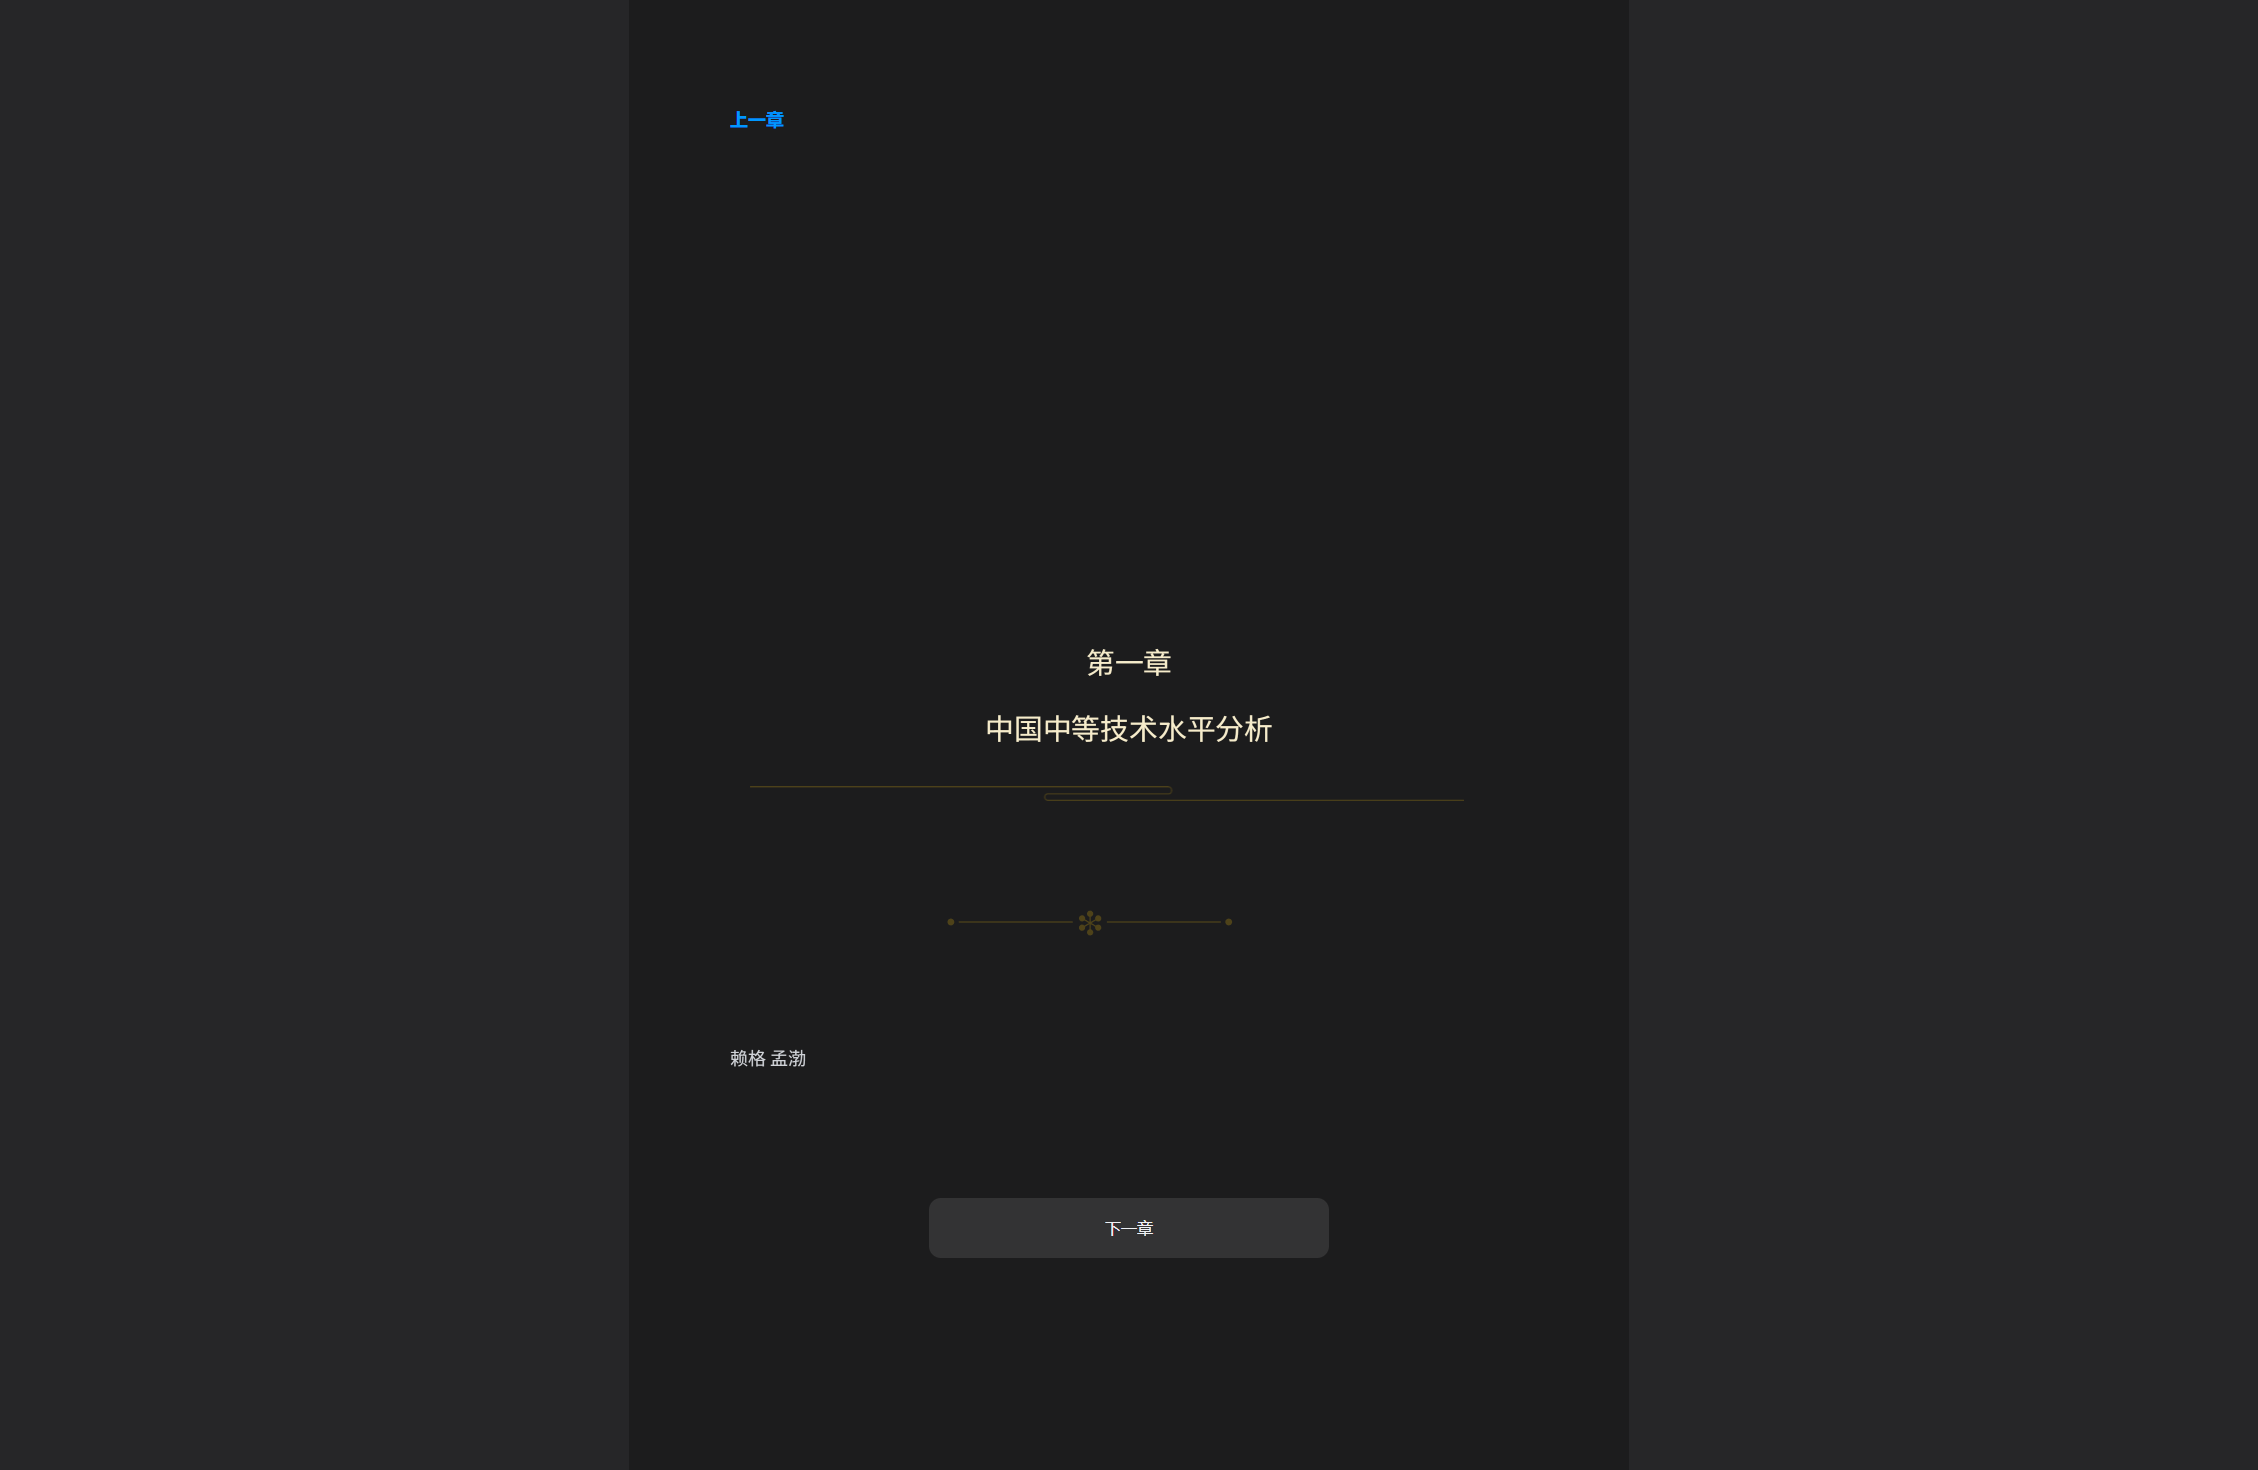 上一章
第一章
中国中等技术水平分析
赖格 孟渤
下一章